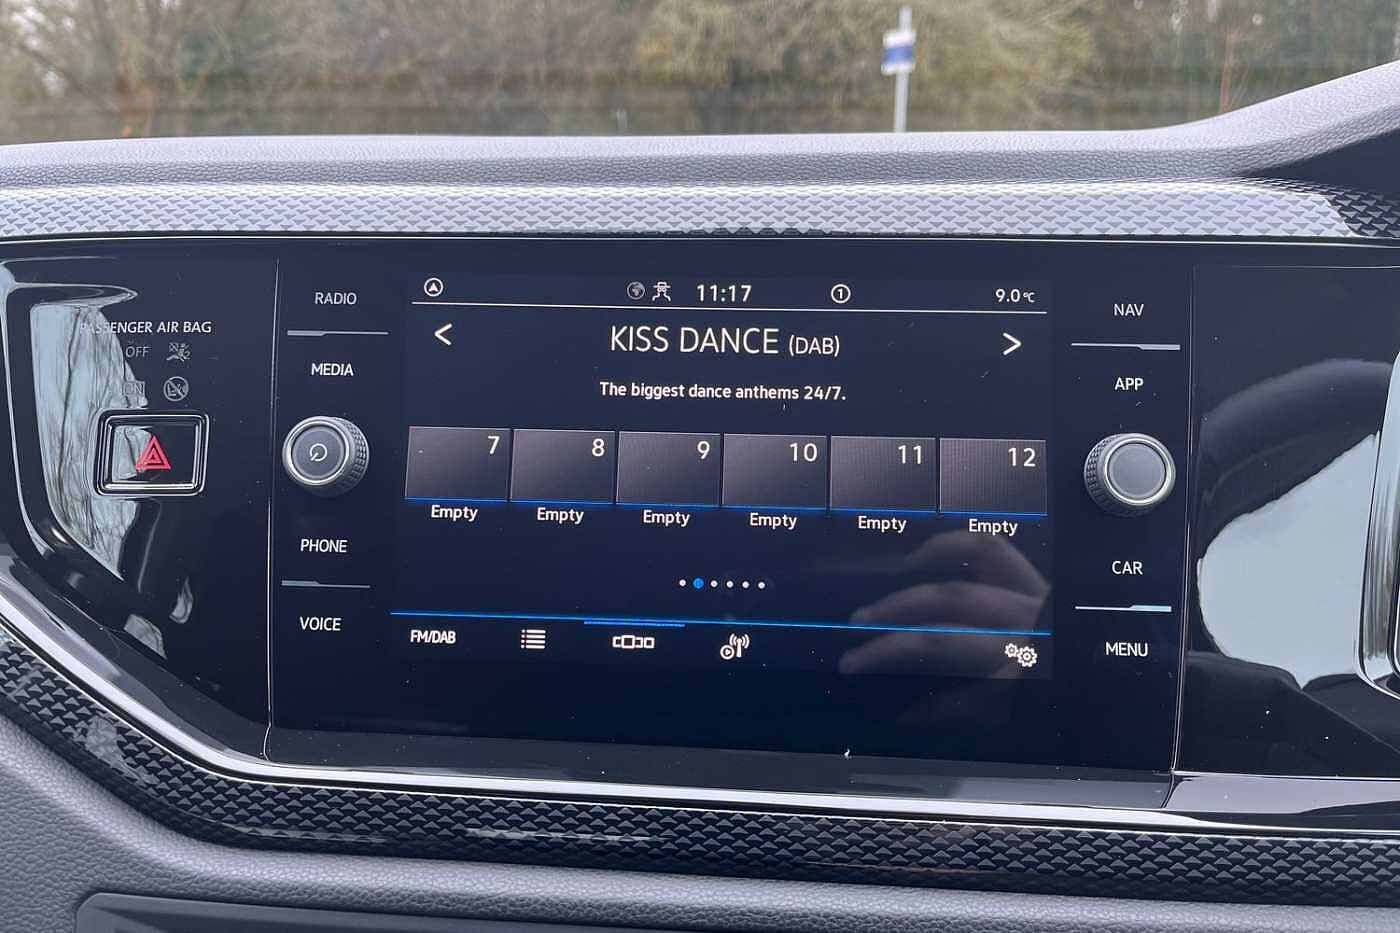 PASSENGER AIR BAG
OFF
ON
RADIO
MEDIA
PHONE
VOICE
11:17
1
9.0°C
< KISS DANCE (DAB) >
The biggest dance anthems 24/7.
7 8 9 10 11 12
Empty Empty Empty Empty Empty Empty
FM/DAB
NAV
APP
CAR
MENU